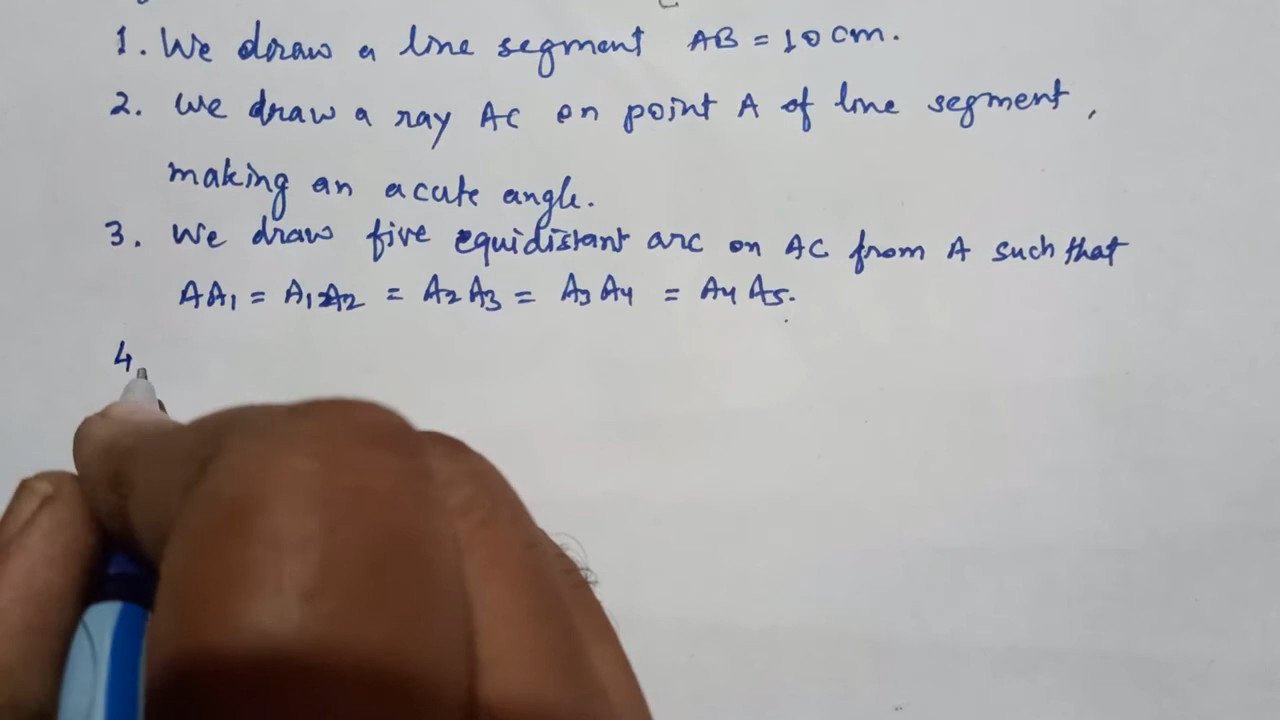 1. We draw a line segment AB = 10 cm.
2. We draw a ray AC on point A of line segment,
making an acute angle.
3. We draw five equidistant arc on AC from A such that
AA1 = A1A2 = A2A3 = A3A4 = A4A5.
4.